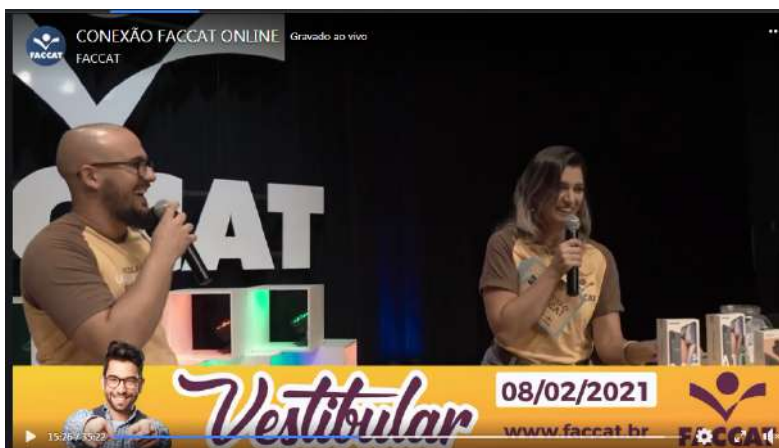 CONEXÃO FACCAT ONLINE Gravado ao vivo
FACCAT
FACCAT
CAT
Vestibular
08/02/2021
www.faccat.br
FACCAT
15:26 / 35:22